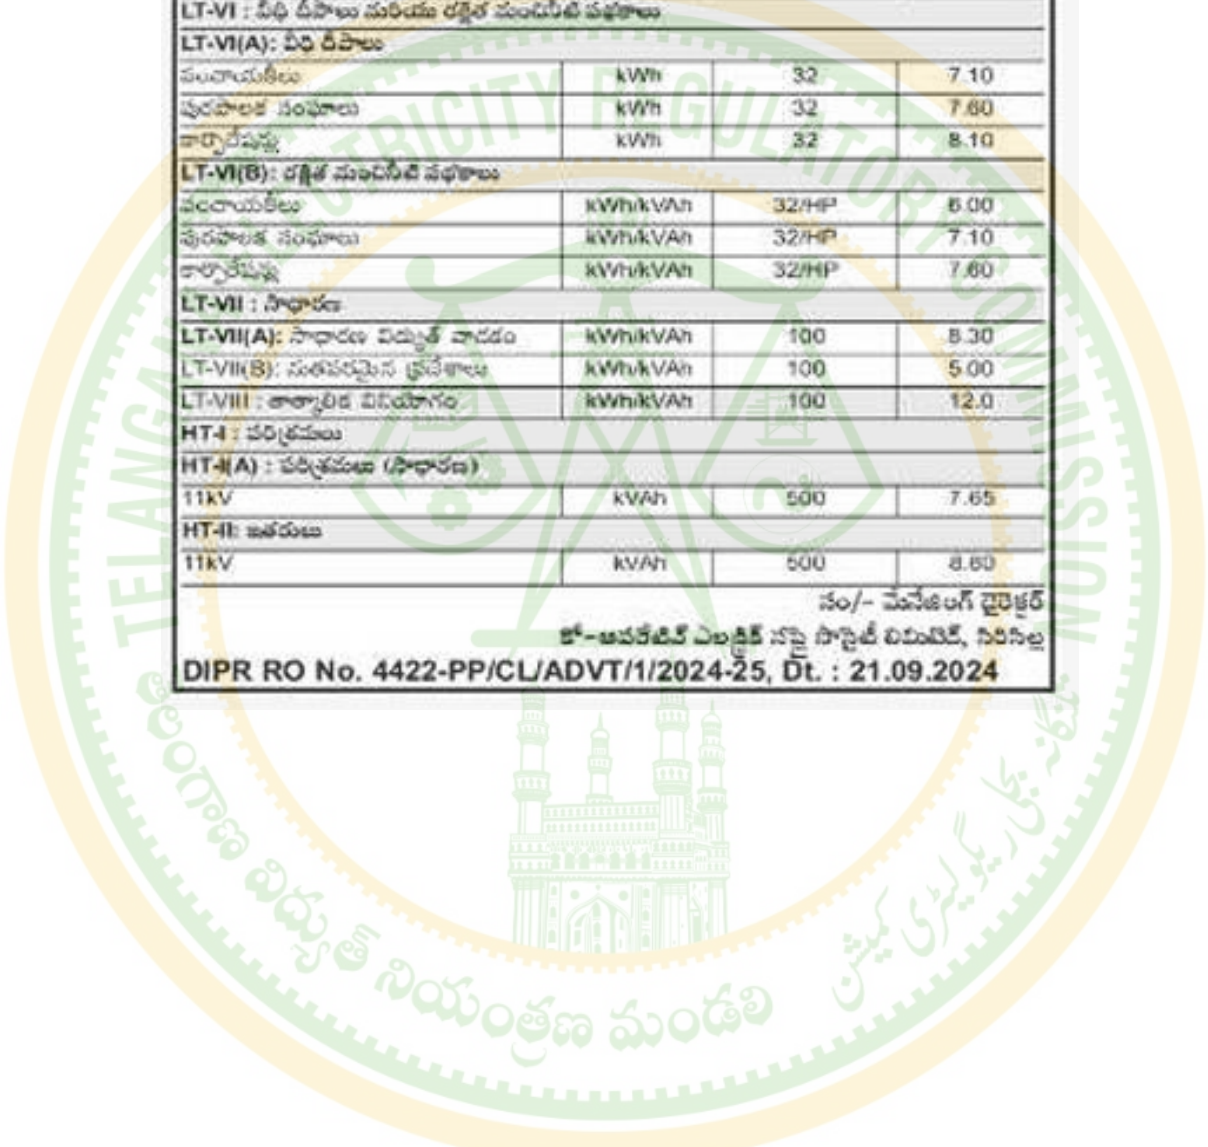 LT-VI : వీధి దీపాలు మరియు రక్షిత మంచినీటి పథకాలు
LT-VI(A): వీధి దీపాలు
పంచాయతీలు kWh 32 7.10
పురపాలక సంఘాలు kWh 32 7.60
కార్పొరేషన్లు kWh 32 8.10
LT-VI(B): రక్షిత మంచినీటి పథకాలు
పంచాయతీలు kWh/kVAh 32/HP 6.00
పురపాలక సంఘాలు kWh/kVAh 32/HP 7.10
కార్పొరేషన్లు kWh/kVAh 32/HP 7.60
LT-VII : సాధారణ
LT-VII(A): సాధారణ విద్యుత్ వాడకం kWh/kVAh 100 8.30
LT-VII(B): మతపరమైన ప్రదేశాలు kWh/kVAh 100 5.00
LT-VIII : తాత్కాలిక వినియోగం kWh/kVAh 100 12.0
HT-I : పరిశ్రమలు
HT-I(A) : పరిశ్రమలు (సాధారణ)
11kV kVAh 500 7.65
HT-II: ఇతరులు
11kV kVAh 500 8.80
సం/- మేనేజింగ్ డైరెక్టర్
కో-ఆపరేటివ్ ఎలక్ట్రిక్ సప్లై సొసైటీ లిమిటెడ్, సిరిసిల్ల
DIPR RO No. 4422-PP/CL/ADVT/1/2024-25, Dt. : 21.09.2024
TELANGANA ELECTRICITY REGULATORY COMMISSION
తెలంగాణ విద్యుత్ నియంత్రణ మండలి